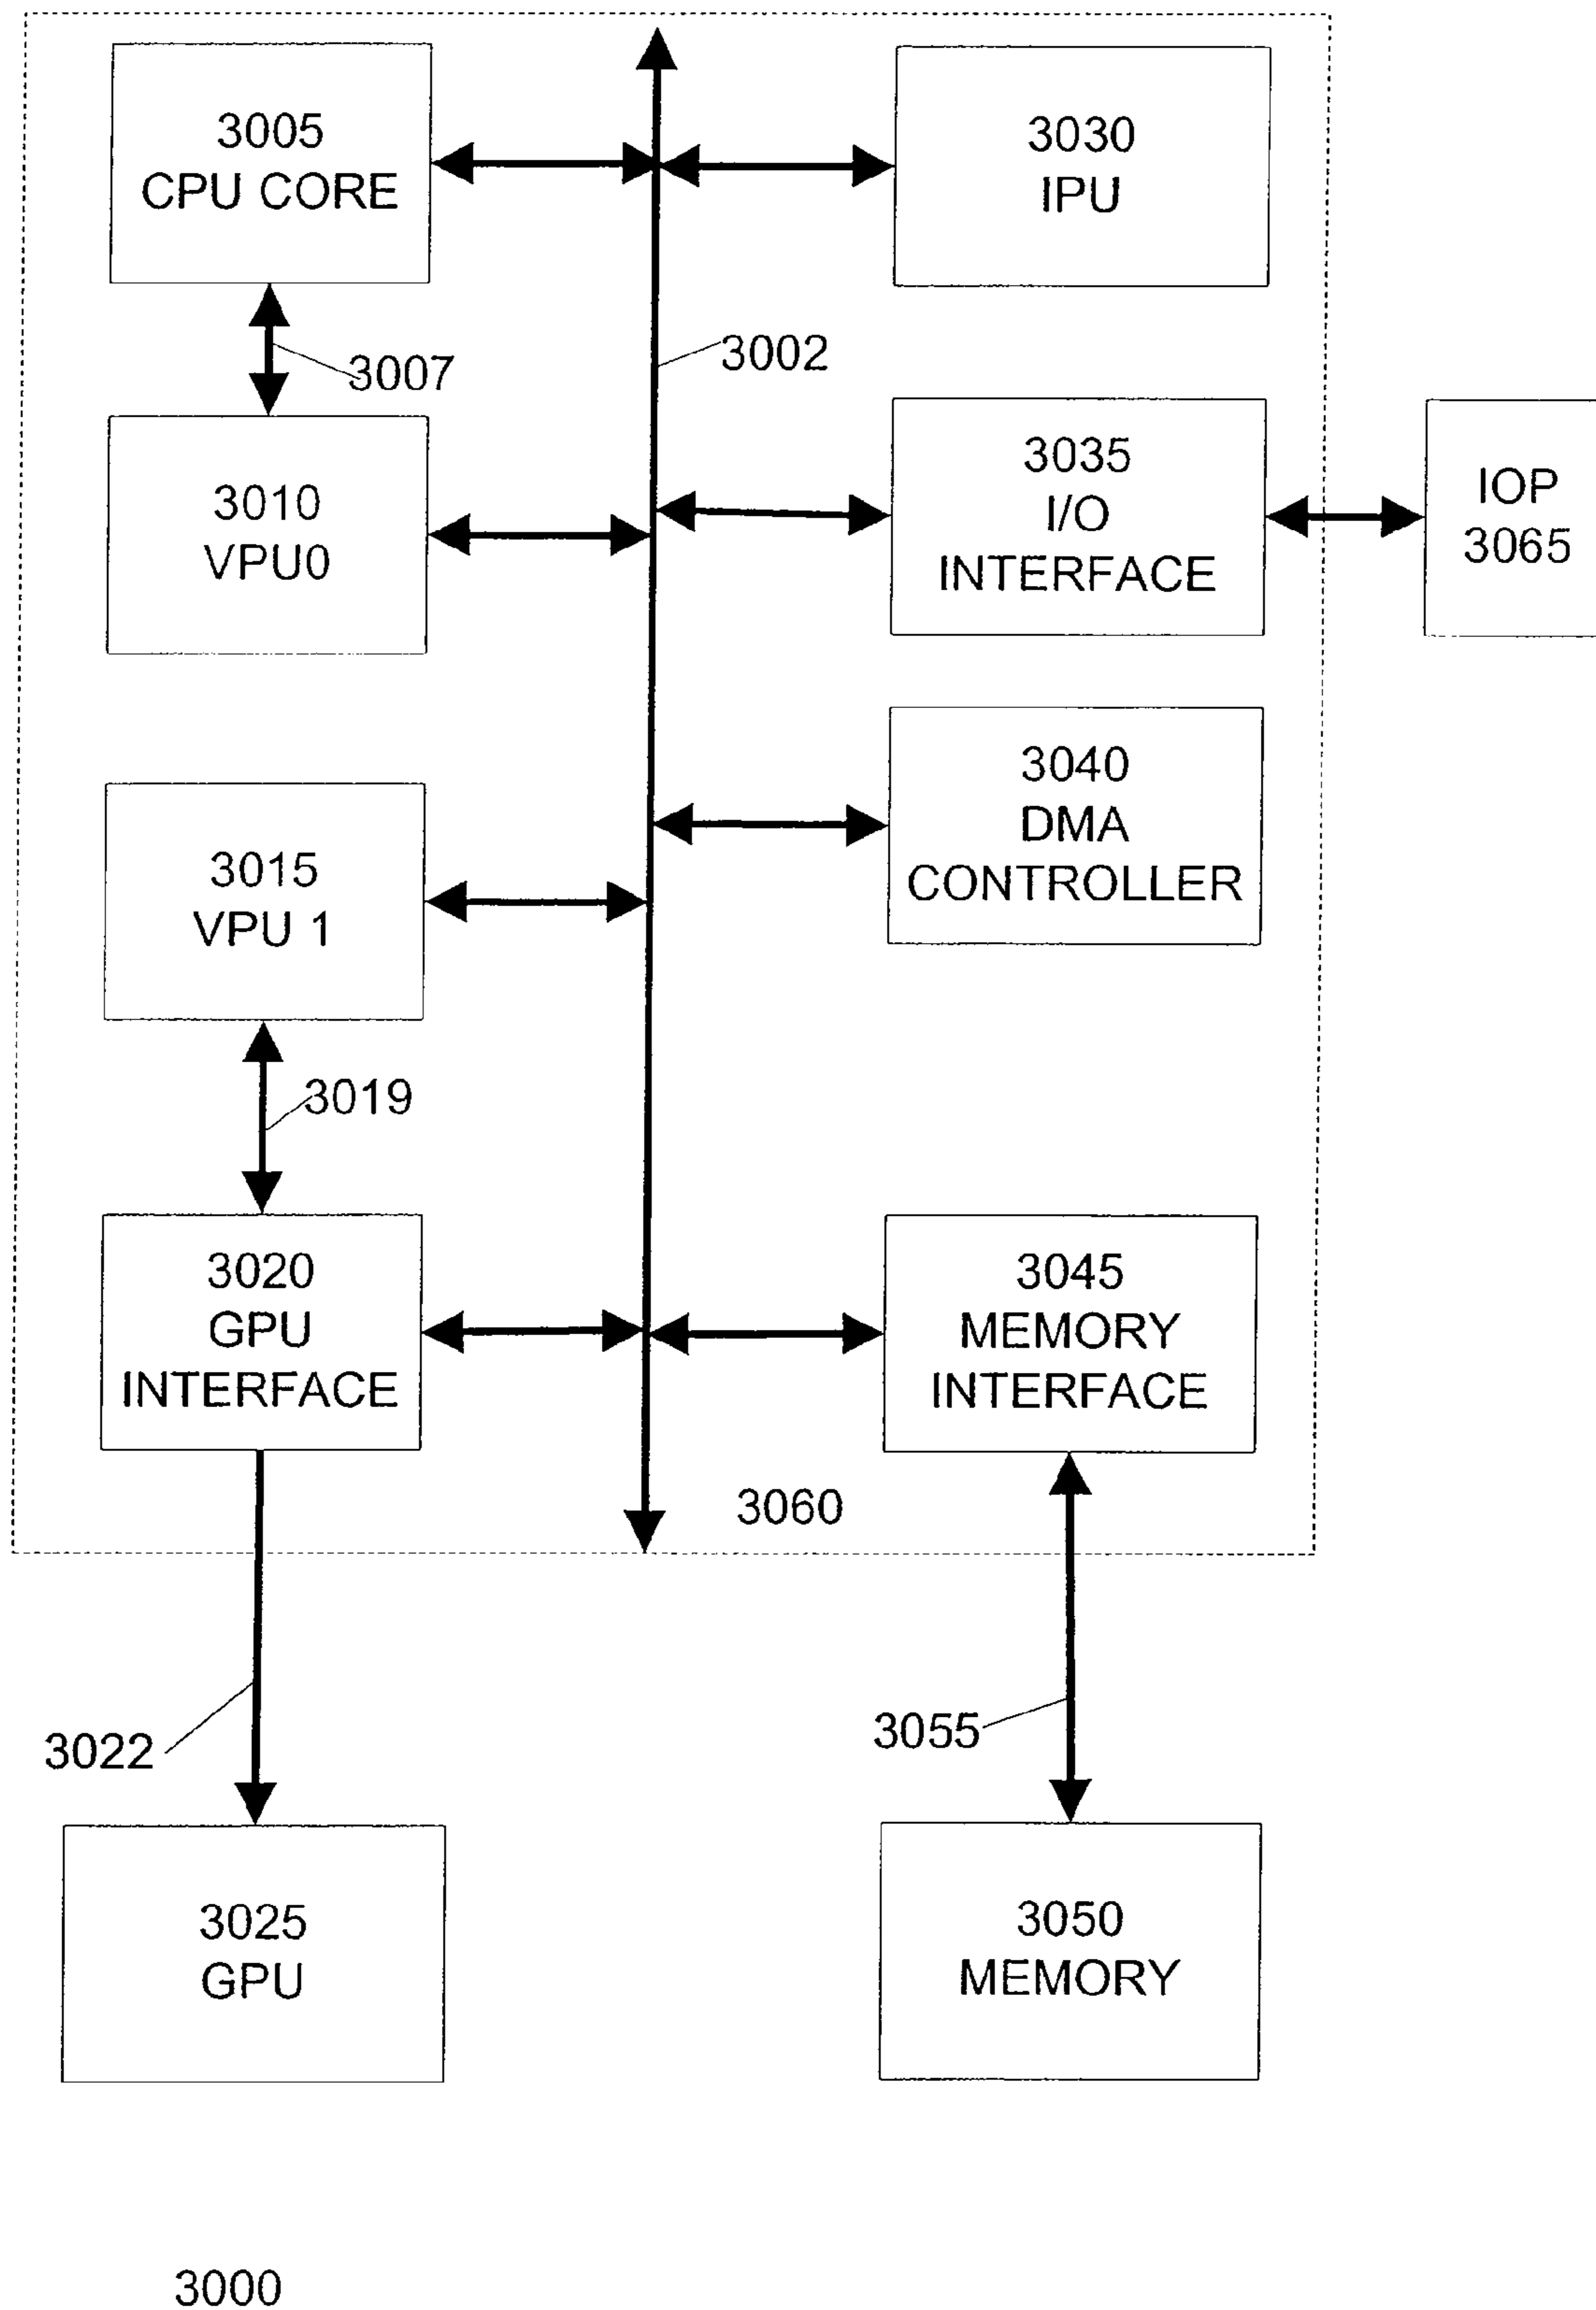 3005
CPU CORE
3030
IPU
3007
3002
3010
VPU0
3035
I/O
INTERFACE
IOP
3065
3040
DMA
CONTROLLER
3015
VPU 1
3019
3020
GPU
INTERFACE
3045
MEMORY
INTERFACE
3060
3022
3055
3025
GPU
3050
MEMORY
3000